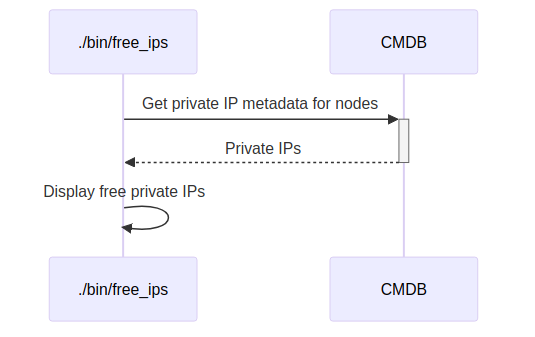 ./bin/free_ips
CMDB
Get private IP metadata for nodes
Private IPs
Display free private IPs
./bin/free_ips
CMDB